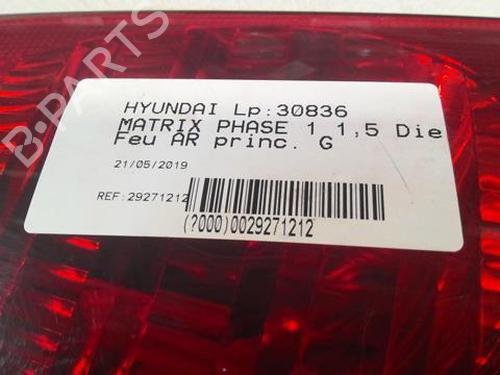 B-PARTS
HYUNDAI Lp:30836
MATRIX PHASE 1 1,5 Die
Feu AR princ. G
21/05/2019
REF:29271212
(?000)0029271212